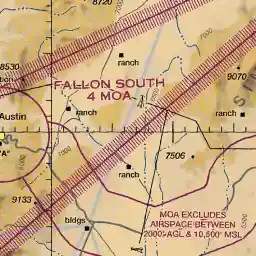 8720
8530
ranch
9070
FALLON SOUTH
4 MOA
ranch
ranch
Austin
7000
7506
ranch
9133
bldgs
MOA EXCLUDES
AIRSPACE BETWEEN
2000' AGL & 10,500' MSL